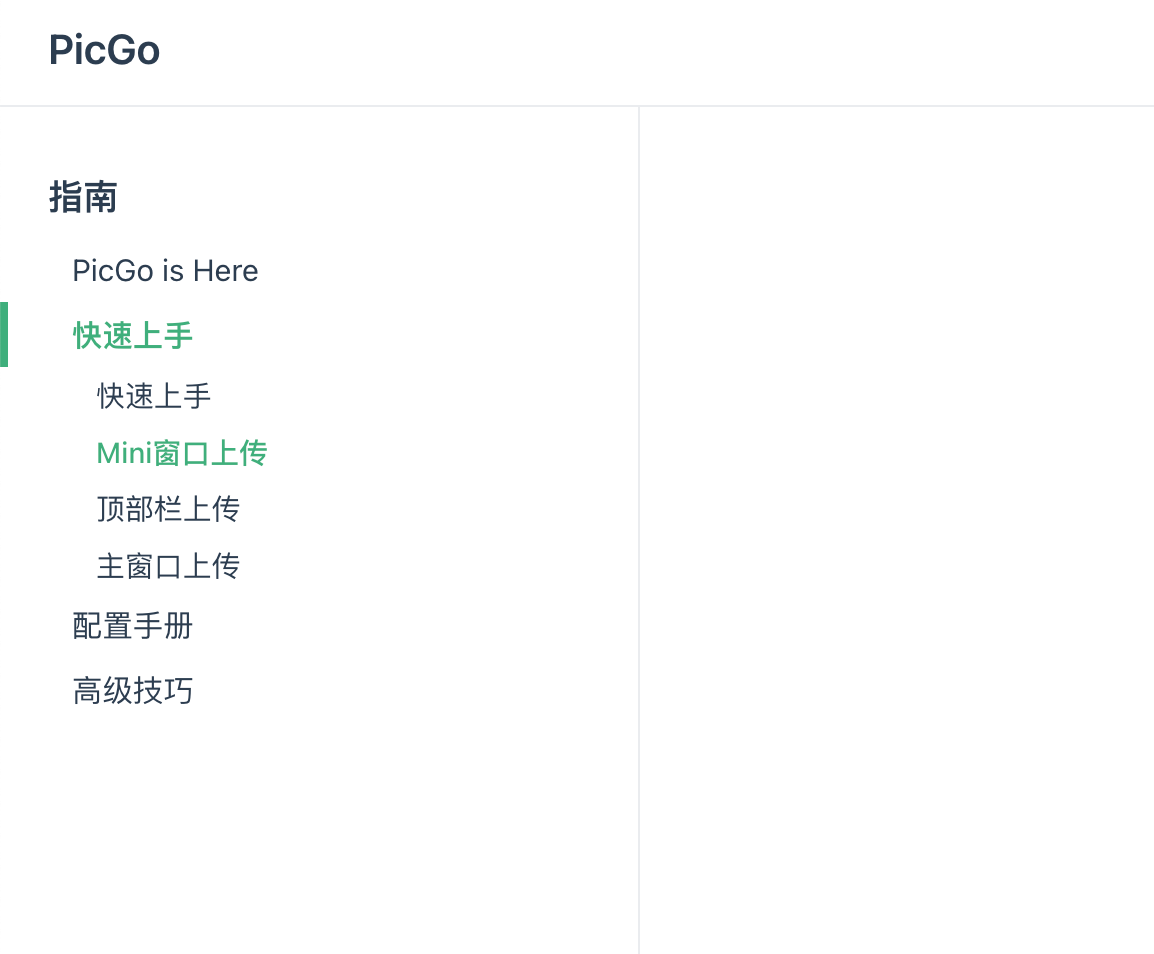 PicGo
指南
PicGo is Here
快速上手
快速上手
Mini窗口上传
顶部栏上传
主窗口上传
配置手册
高级技巧